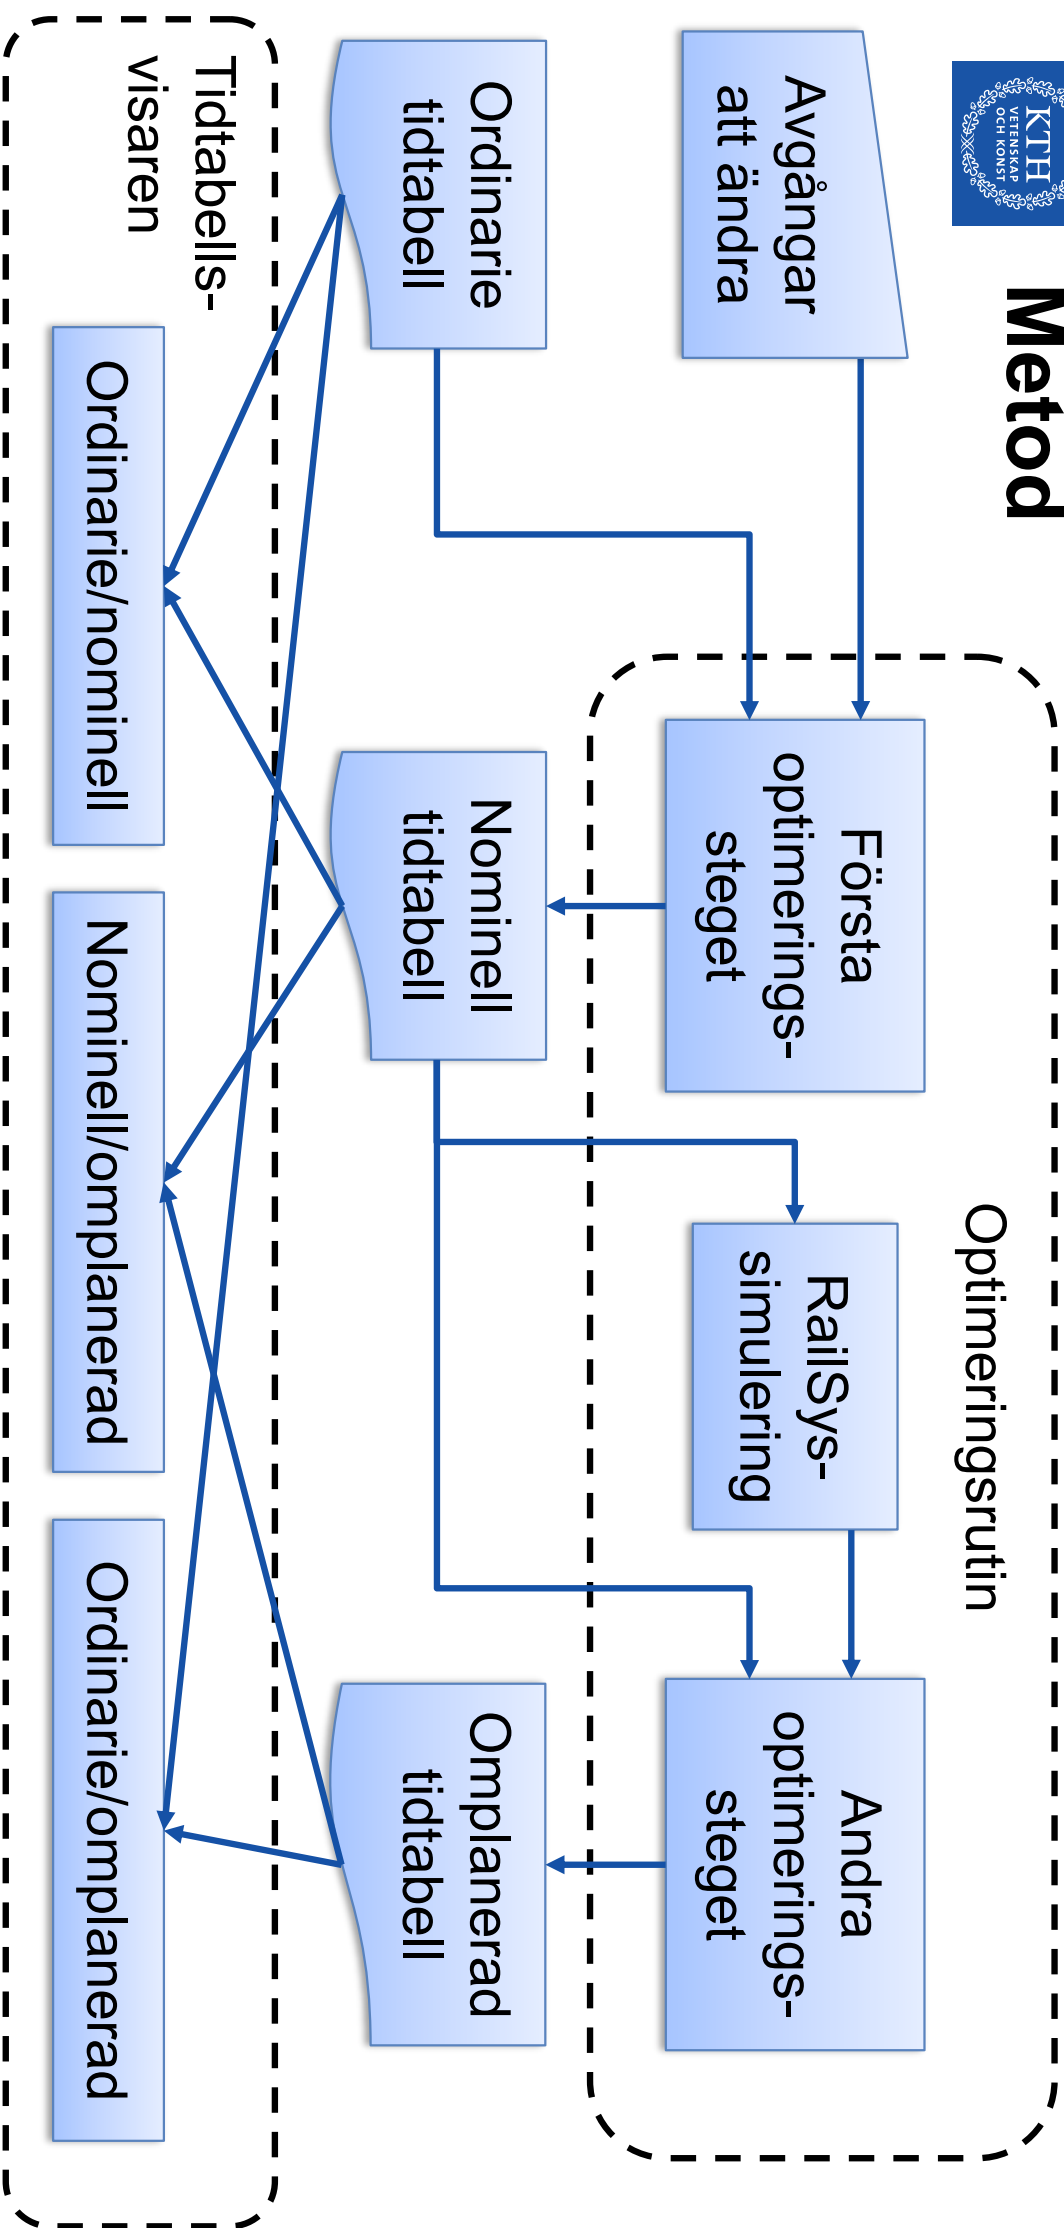 KTH
VETENSKAP
OCH KONST
Metod
Optimeringsrutin
Avgångar
att ändra
Första
optimerings-
steget
RailSys-
simulering
Andra
optimerings-
steget
Ordinarie
tidtabell
Nominell
tidtabell
Omplanerad
tidtabell
Tidtabells-
visaren
Ordinarie/nominell
Nominell/omplanerad
Ordinarie/omplanerad